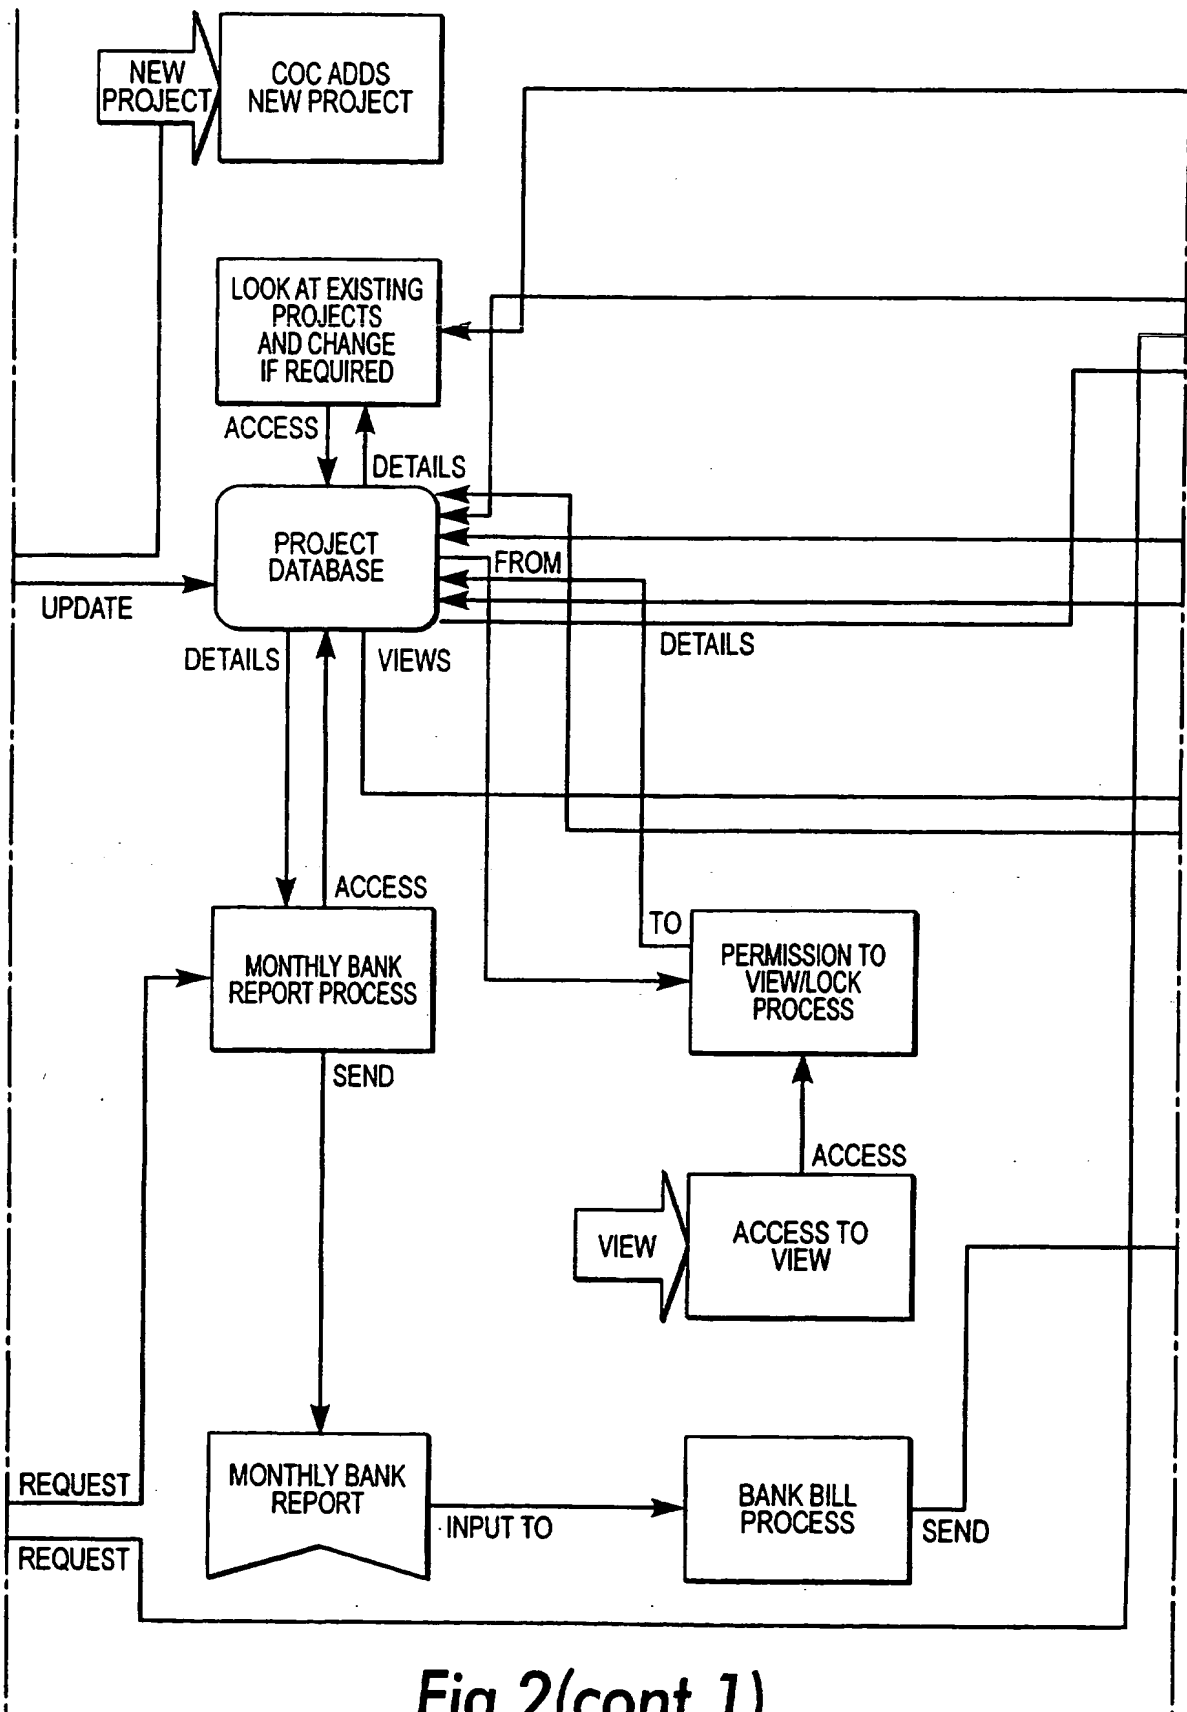 NEW
PROJECT
COC ADDS
NEW PROJECT
LOOK AT EXISTING
PROJECTS
AND CHANGE
IF REQUIRED
ACCESS
DETAILS
PROJECT
DATABASE
FROM
UPDATE
DETAILS
VIEWS
DETAILS
ACCESS
TO
MONTHLY BANK
REPORT PROCESS
PERMISSION TO
VIEW/LOCK
PROCESS
SEND
ACCESS
VIEW
ACCESS TO
VIEW
REQUEST
MONTHLY BANK
REPORT
INPUT TO
BANK BILL
PROCESS
SEND
REQUEST
Fig 2(cont 1)